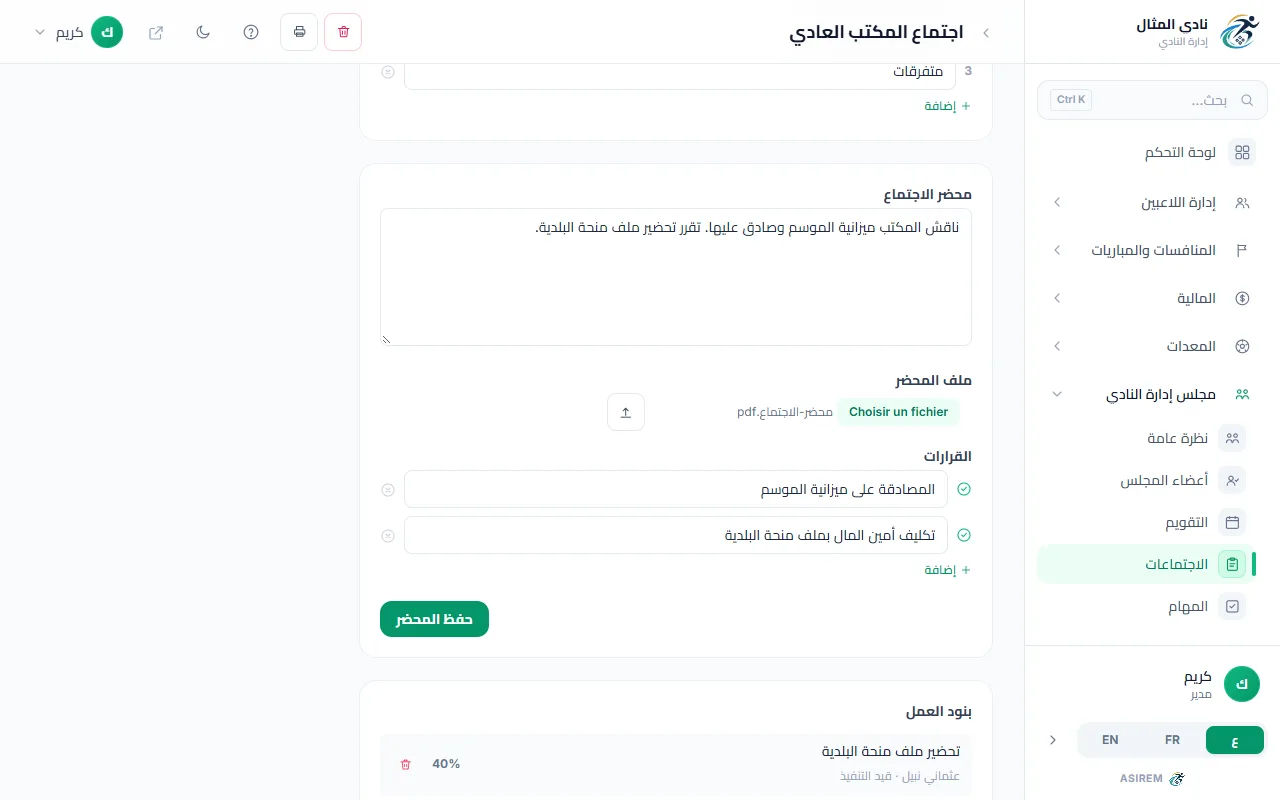 نادي المثال
إدارة النادي
بحث...
Ctrl K
لوحة التحكم
إدارة اللاعبين
المنافسات والمباريات
المالية
المعدات
مجلس إدارة النادي
نظرة عامة
أعضاء المجلس
التقويم
الاجتماعات
المهام
ك
كريم
مدير
ع
FR
EN
ASIREM
اجتماع المكتب العادي
ك
كريم
3
متفرقات
+ إضافة
محضر الاجتماع
ناقش المكتب ميزانية الموسم وصادق عليها. تقرر تحضير ملف منحة البلدية.
ملف المحضر
Choisir un fichier
محضر-الاجتماع.pdf
القرارات
المصادقة على ميزانية الموسم
تكليف أمين المال بملف منحة البلدية
+ إضافة
حفظ المحضر
بنود العمل
تحضير ملف منحة البلدية
عثماني نبيل · قيد التنفيذ
40%